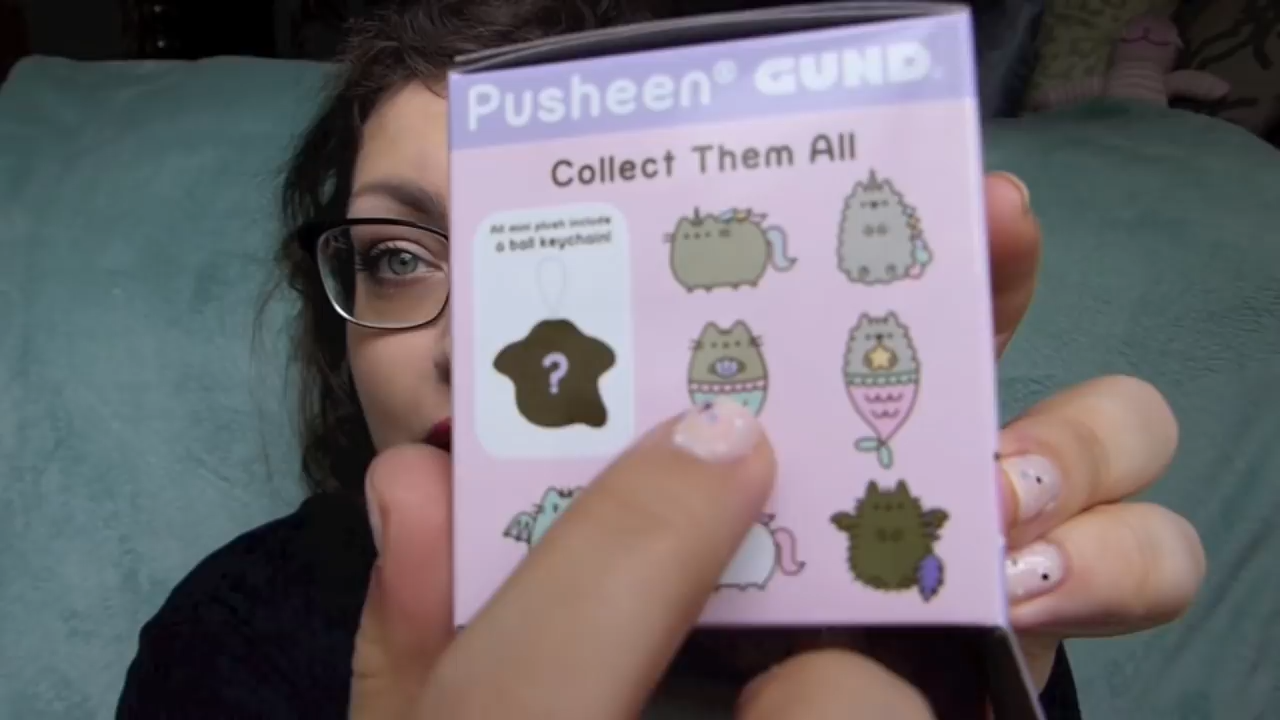 Pusheen® GUND
Collect Them All
All mini plush include
a ball keychain!
?